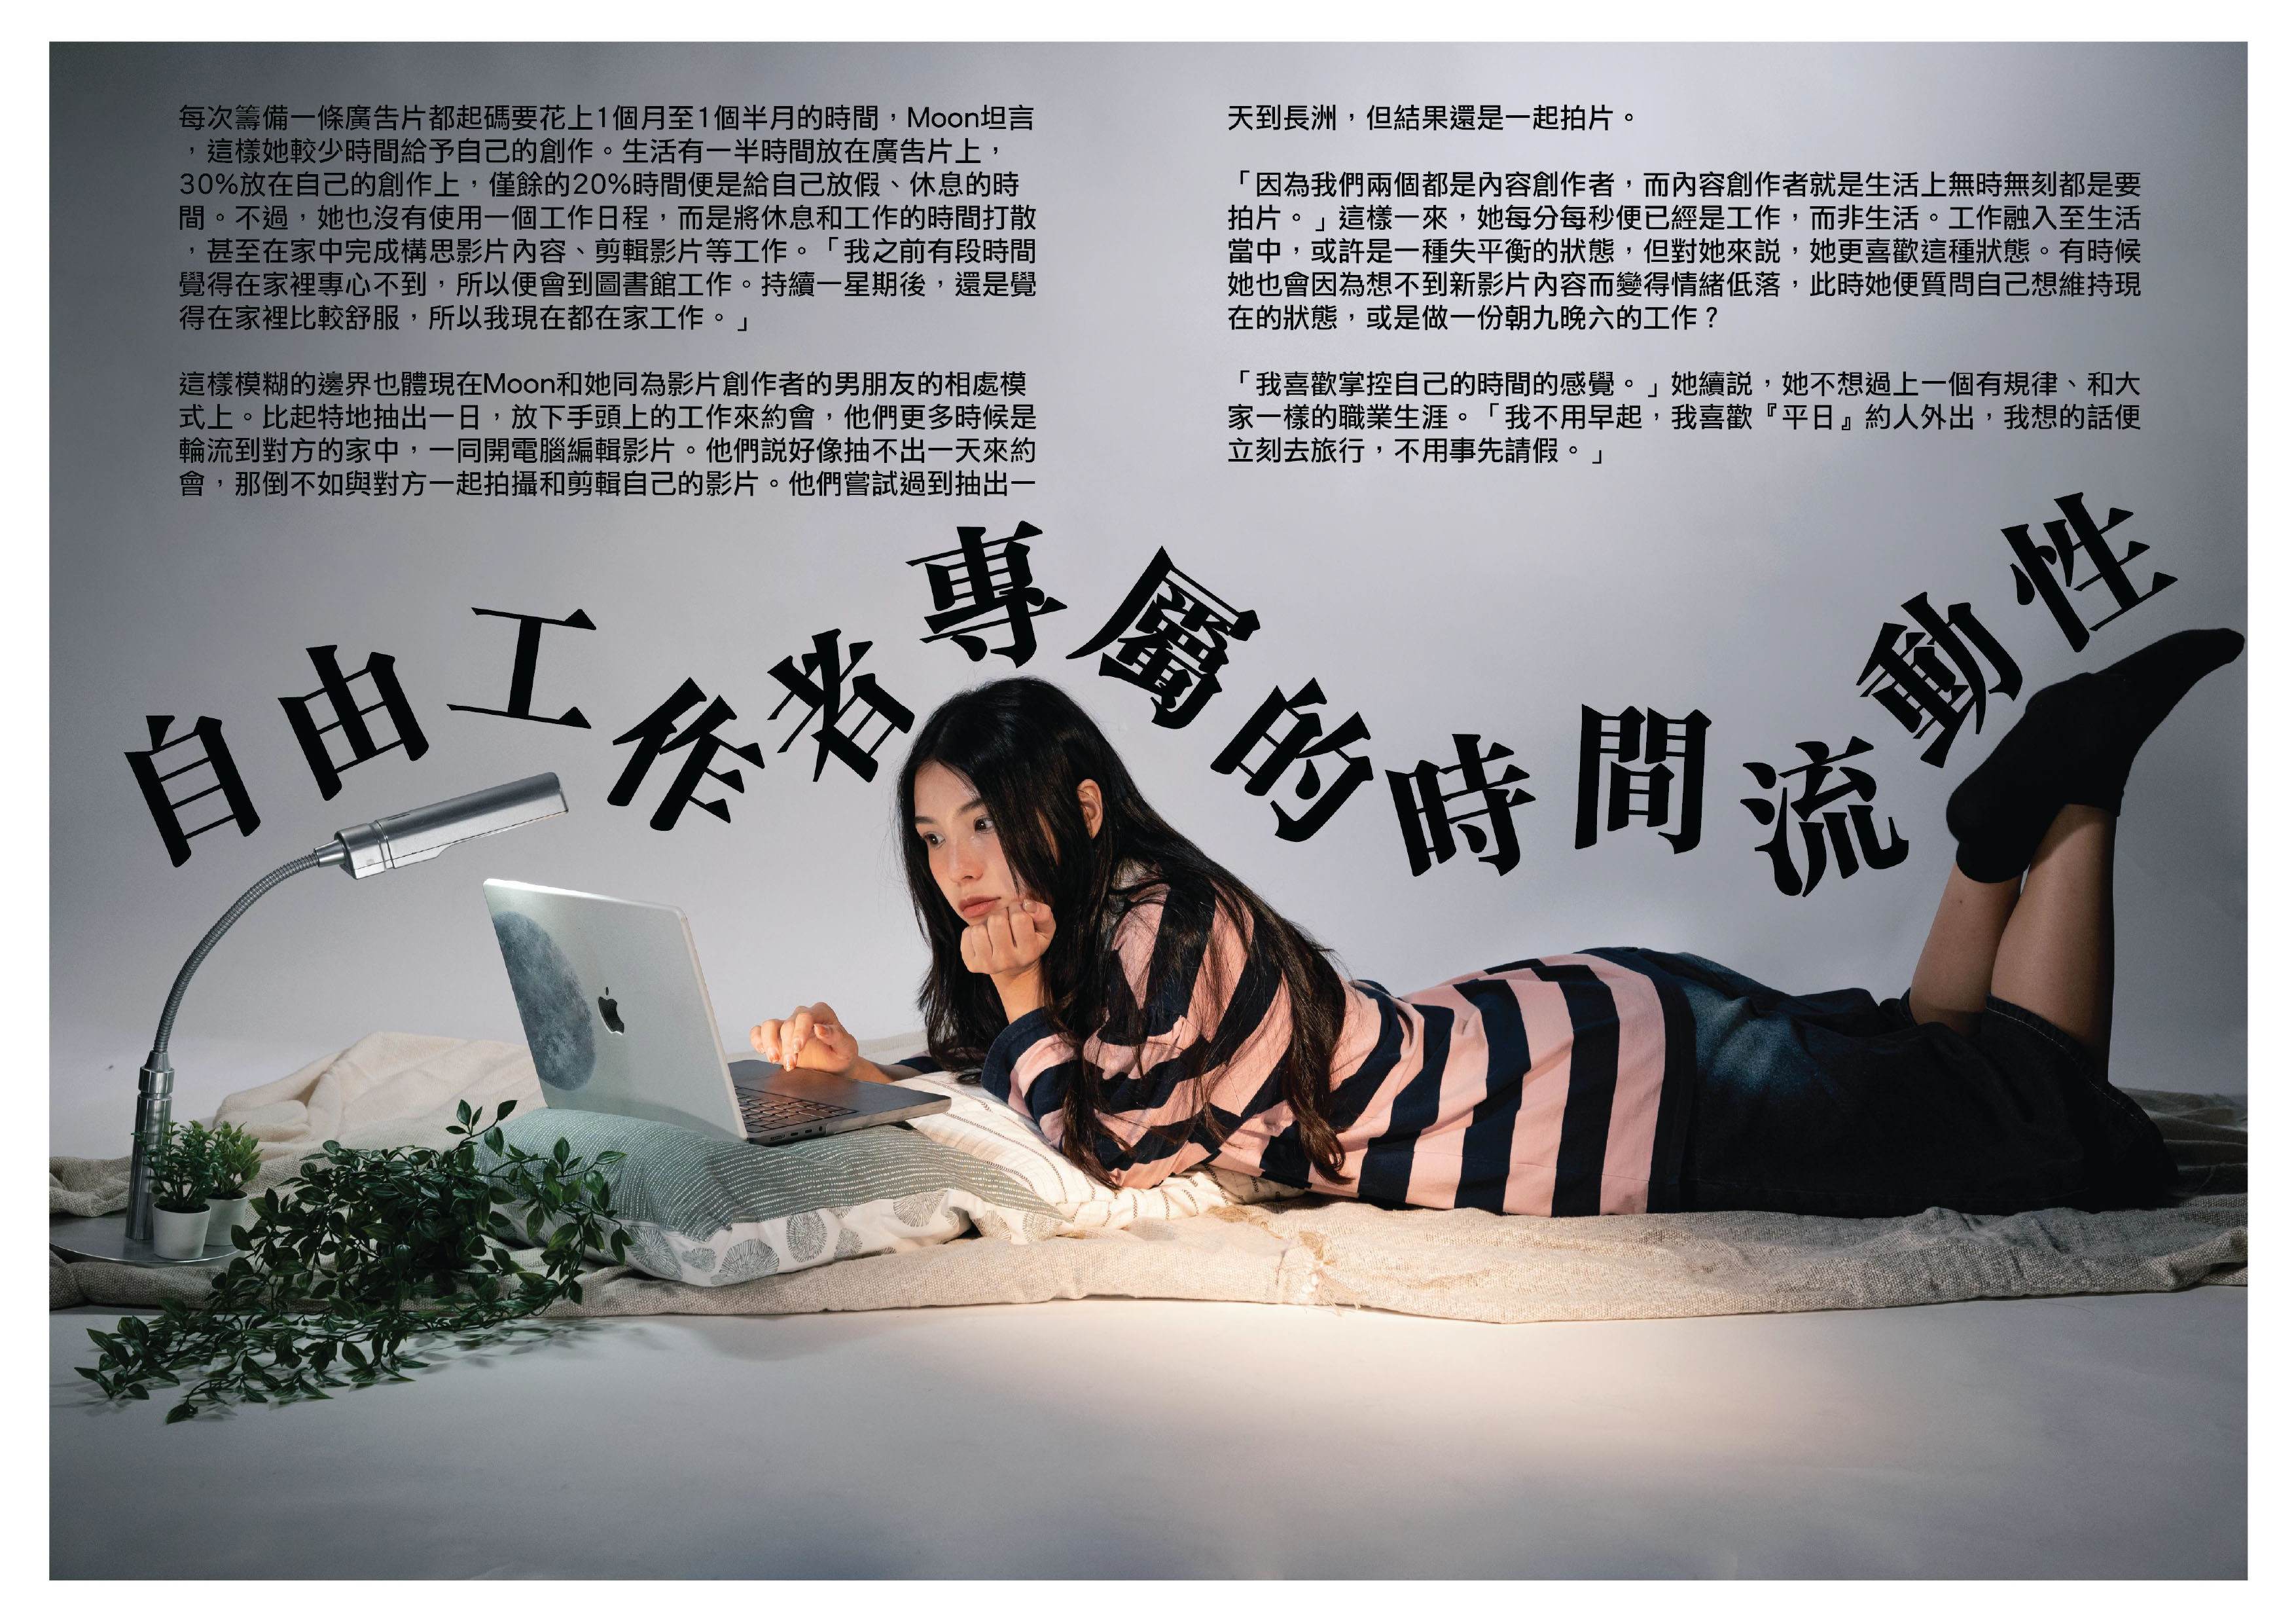 每次籌備一條廣告片都起碼要花上1個月至1個半月的時間，Moon坦言
，這樣她較少時間給予自己的創作。生活有一半時間放在廣告片上，
30%放在自己的創作上，僅餘的20%時間便是給自己放假、休息的時
間。不過，她也沒有使用一個工作日程，而是將休息和工作的時間打散
，甚至在家中完成構思影片內容、剪輯影片等工作。「我之前有段時間
覺得在家裡專心不到，所以便會到圖書館工作。持續一星期後，還是覺
得在家裡比較舒服，所以我現在都在家工作。」
這樣模糊的邊界也體現在Moon和她同為影片創作者的男朋友的相處模
式上。比起特地抽出一日，放下手頭上的工作來約會，他們更多時候是
輪流到對方的家中，一同開電腦編輯影片。他們說好像抽不出一天來約
會，那倒不如與對方一起拍攝和剪輯自己的影片。他們嘗試過到抽出一
天到長洲，但結果還是一起拍片。
「因為我們兩個都是內容創作者，而內容創作者就是生活上無時無刻都是要
拍片。」這樣一來，她每分每秒便已經是工作，而非生活。工作融入至生活
當中，或許是一種失平衡的狀態，但對她來說，她更喜歡這種狀態。有時候
她也會因為想不到新影片內容而變得情緒低落，此時她便質問自己想維持現
在的狀態，或是做一份朝九晚六的工作？
「我喜歡掌控自己的時間的感覺。」她續說，她不想過上一個有規律、和大
家一樣的職業生涯。「我不用早起，我喜歡『平日』約人外出，我想的話便
立刻去旅行，不用事先請假。」
自由工作者專屬的時間流動性